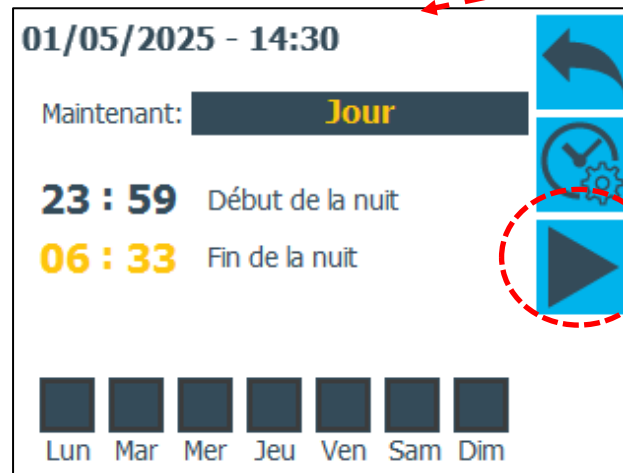 01/05/2025 - 14:30
Maintenant: Jour
23 : 59 Début de la nuit
06 : 33 Fin de la nuit
Lun Mar Mer Jeu Ven Sam Dim